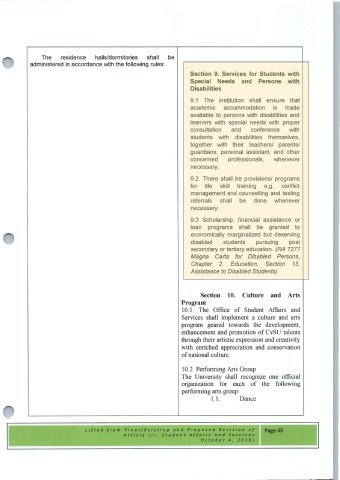 The residence halls/dormitories shall be
administered in accordance with the following rules:
Section 9. Services for Students with
Special Needs and Persons with
Disabilities
9.1 The institution shall ensure that
academic accommodation is made
available to persons with disabilities and
learners with special needs with proper
consultation and conference with
students with disabilities themselves,
together with their teachers/ parents/
guardians, personal assistant, and other
concerned professionals, whenever
necessary.
9.2. There shall be provisions/ programs
for life skill training e.g. conflict
management and counselling and testing
referrals shall be done whenever
necessary.
9.3 Scholarship, financial assistance or
loan programs shall be granted to
economically marginalized but deserving
disabled students pursuing post
secondary or tertiary education. (RA 7277
Magna Carta for Disabled Persons,
Chapter 2. Education, Section 13,
Assistance to Disabled Students)
Section 10. Culture and Arts
Program
10.1. The Office of Student Affairs and
Services shall implement a culture and arts
program geared towards the development,
enhancement and promotion of CvSU talents
through their artistic expression and creativity
with enriched appreciation and conservation
of national culture.
10.2 Performing Arts Group
The University shall recognize one official
organization for each of the following
performing arts group:
1.1. Dance
Lifted from Final/Existing and Proposed Revision of
Article III, Student Affairs and Services
October 4, 2018s
Page 45